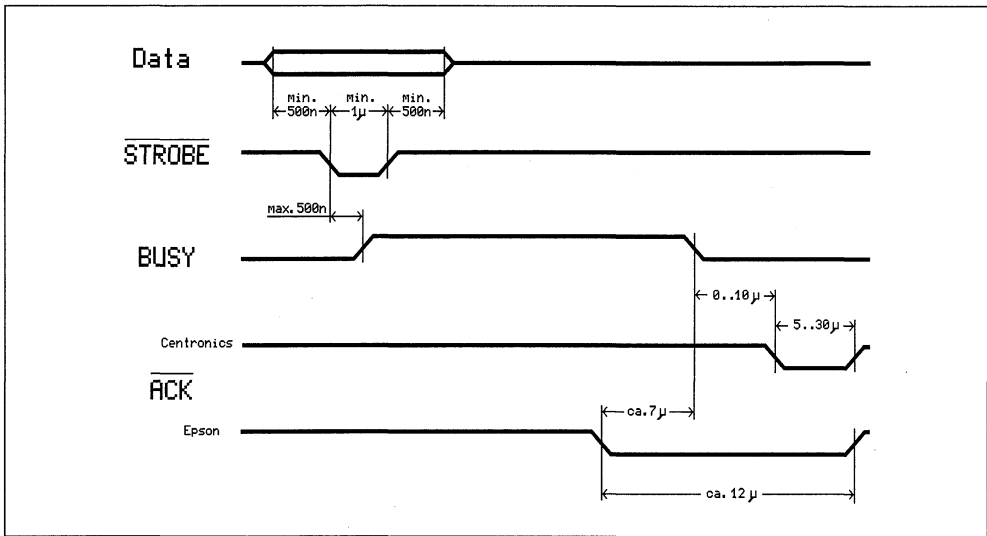 Data
min. min. min.
500n 1µ 500n
STROBE
max.500n
BUSY
0..10µ
5..30µ
Centronics
ACK
ca.7µ
Epson
ca.12µ